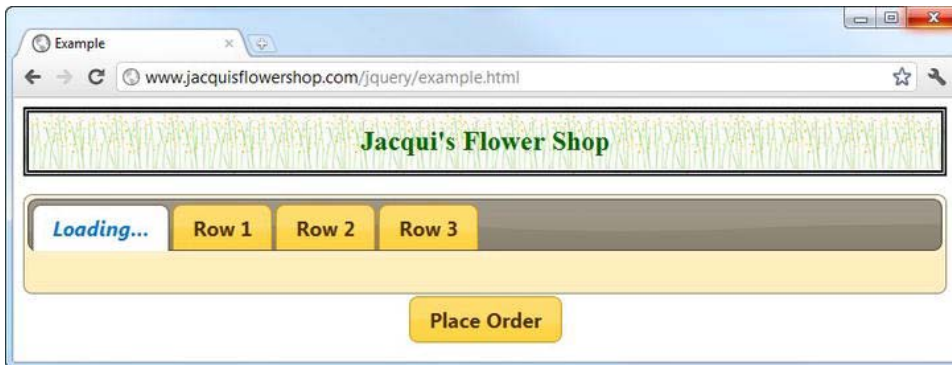 Example
www.jacquisflowershop.com/jquery/example.html
Jacqui's Flower Shop
Loading... Row 1 Row 2 Row 3
Place Order